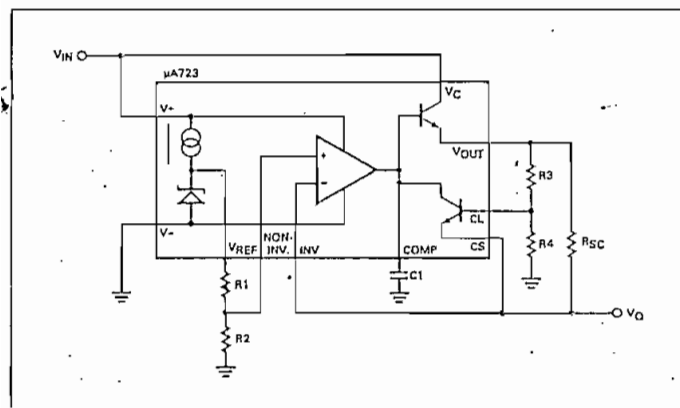 VIN
μA723
V+
VC
VOUT
R3
CL
R4
RSC
V−
CS
VREF
NON-
INV.
INV
COMP
R1
C1
VO
R2